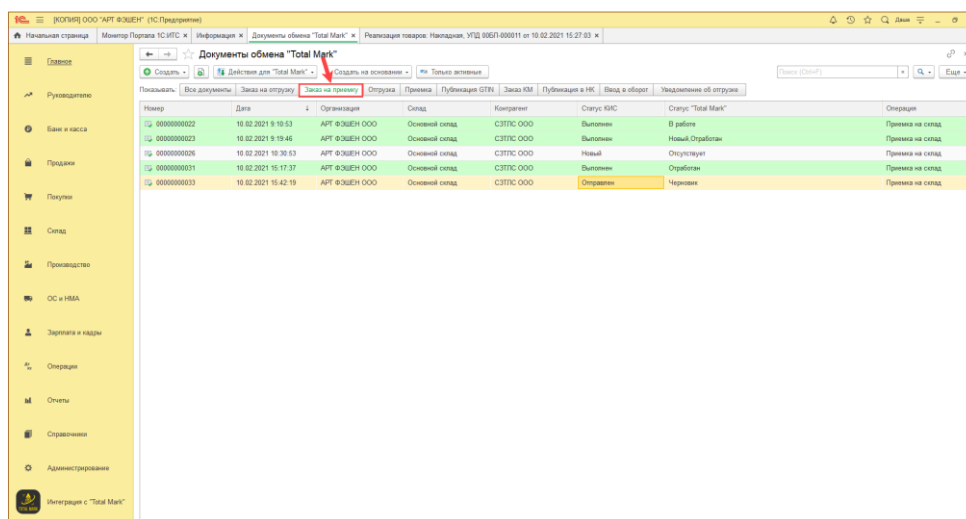 1С [КОПИЯ] ООО "АРТ ФЭШЕН" (1С:Предприятие)
Начальная страница Монитор Портала 1С:ИТС × Информация × Документы обмена "Total Mark" × Реализация товаров: Накладная, УПД 00БП-000011 от 10.02.2021 15:27:03 ×
Документы обмена "Total Mark"
Создать Действия для "Total Mark" Создать на основании Только активные Поиск (Ctrl+F) Еще
Показывать: Все документы Заказ на отгрузку Заказ на приемку Отгрузка Приемка Публикация GTIN Заказ КМ Публикация в НК Ввод в оборот Уведомление об отгрузке
Номер Дата ↓ Организация Склад Контрагент Статус КИС Статус "Total Mark" Операция
00000000022 10.02.2021 9:10:53 АРТ ФЭШЕН ООО Основной склад СЗТЛС ООО Выполнен В работе Приемка на склад
00000000023 10.02.2021 9:19:46 АРТ ФЭШЕН ООО Основной склад СЗТЛС ООО Выполнен Новый,Отработан Приемка на склад
00000000026 10.02.2021 10:30:53 АРТ ФЭШЕН ООО Основной склад СЗТЛС ООО Новый Отсутствует Приемка на склад
00000000031 10.02.2021 15:17:37 АРТ ФЭШЕН ООО Основной склад СЗТЛС ООО Выполнен Отработан Приемка на склад
00000000033 10.02.2021 15:42:19 АРТ ФЭШЕН ООО Основной склад СЗТЛС ООО Отправлен Черновик Приемка на склад
Главное
Руководителю
Банк и касса
Продажи
Покупки
Склад
Производство
ОС и НМА
Зарплата и кадры
Операции
Отчеты
Справочники
Администрирование
Интеграция с "Total Mark"